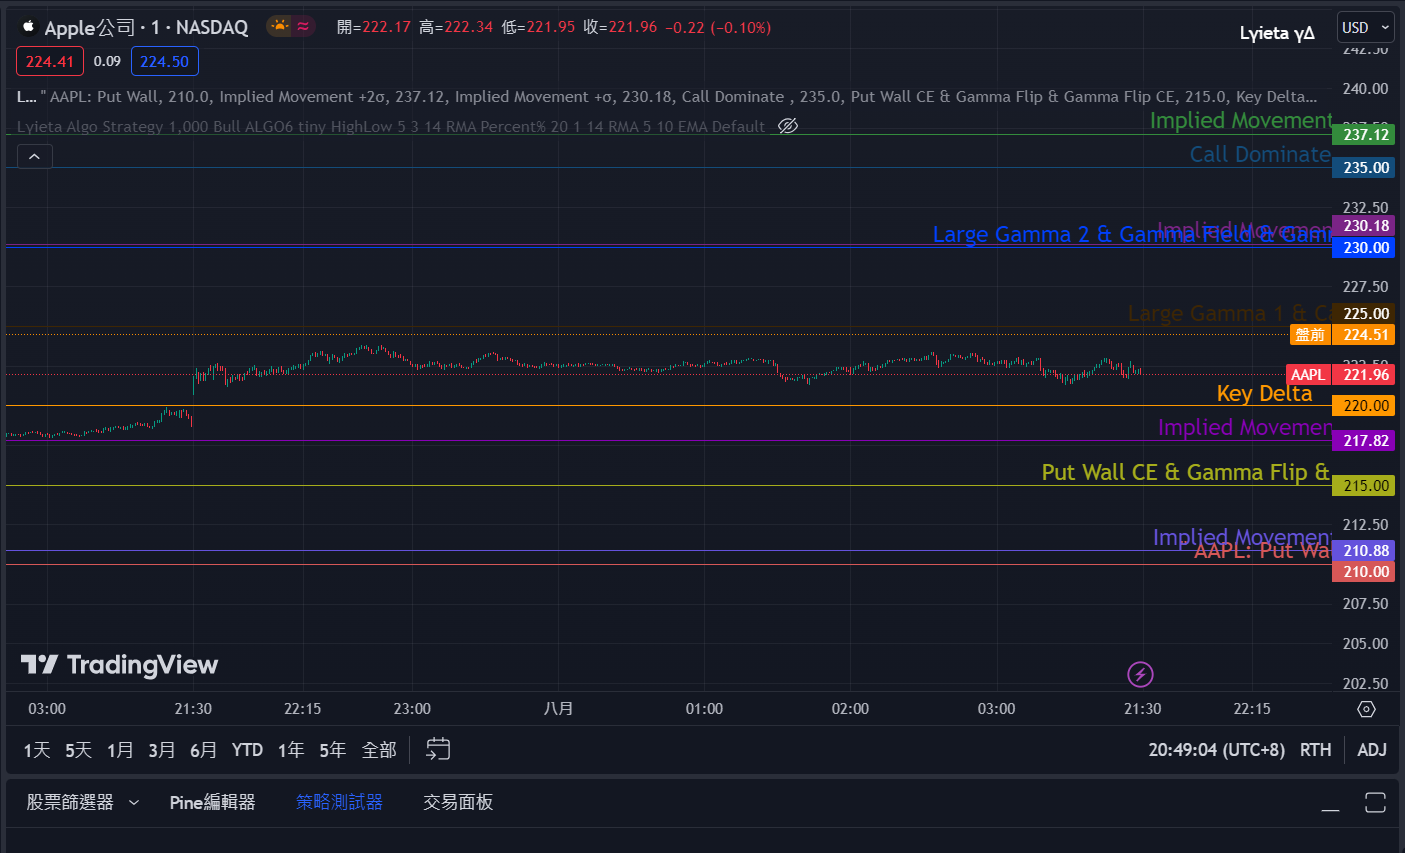 Apple公司 · 1 · NASDAQ 開=222.17 高=222.34 低=221.95 收=221.96 −0.22 (−0.10%)
Lyieta γΔ
USD
224.41 0.09 224.50
L... " AAPL: Put Wall, 210.0, Implied Movement +2σ, 237.12, Implied Movement +σ, 230.18, Call Dominate , 235.0, Put Wall CE & Gamma Flip & Gamma Flip CE, 215.0, Key Delta...
Lyieta Algo Strategy 1,000 Bull ALGO6 tiny HighLow 5 3 14 RMA Percent% 20 1 14 RMA 5 10 EMA Default
242.50
240.00
Implied Movement
237.12
Call Dominate
235.00
232.50
Implied Movemen
230.18
Large Gamma 2 & Gamma Field & Gam
230.00
227.50
Large Gamma 1 & C
225.00
盤前 224.51
222.50
AAPL 221.96
Key Delta
220.00
Implied Movemen
217.82
Put Wall CE & Gamma Flip &
215.00
212.50
Implied Movement
210.88
" AAPL: Put Wa
210.00
207.50
205.00
202.50
TradingView
03:00 21:30 22:15 23:00 八月 01:00 02:00 03:00 21:30 22:15
1天 5天 1月 3月 6月 YTD 1年 5年 全部
20:49:04 (UTC+8) RTH ADJ
股票篩選器 Pine編輯器 策略測試器 交易面板